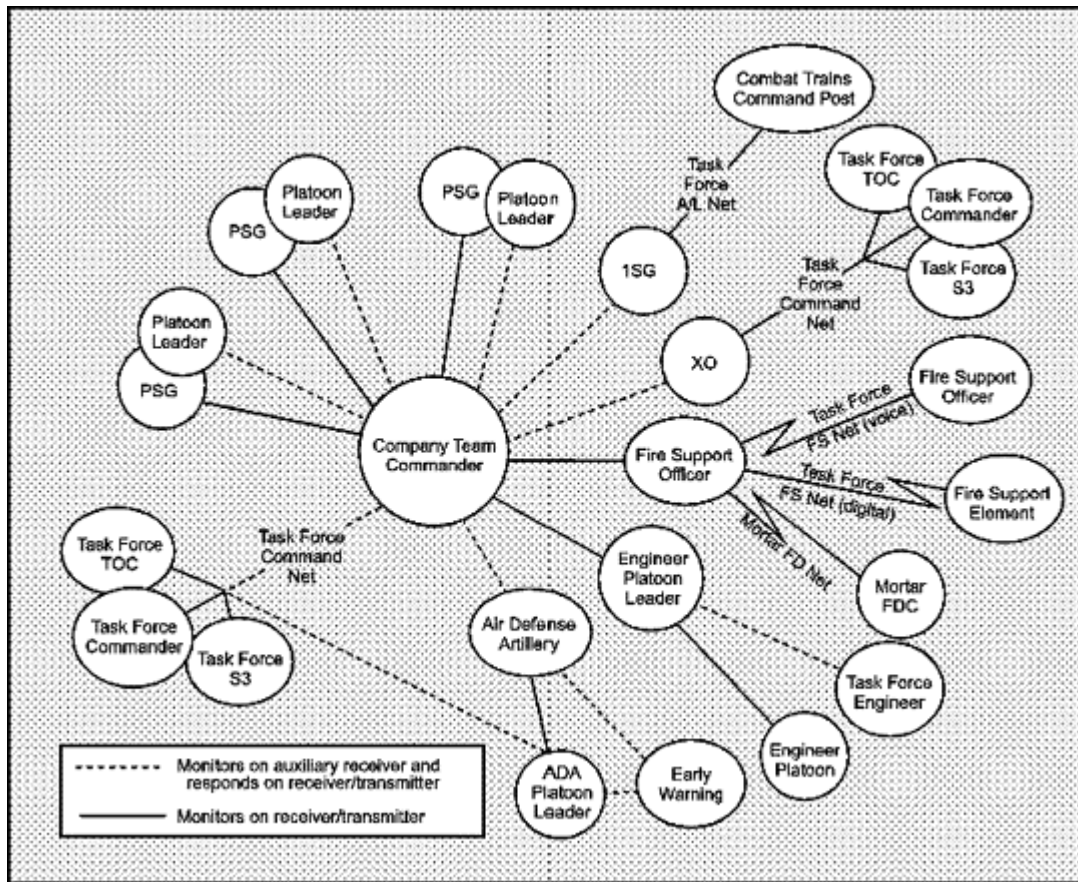 Combat Trains
Command Post
Task
Force
A/L Net
Task Force
TOC
Task Force
Commander
Task Force
S3
Task
Force
Command
Net
Platoon
Leader
PSG
PSG
Platoon
Leader
1SG
XO
Platoon
Leader
PSG
Company Team
Commander
Fire Support
Officer
Task Force
FS Net (voice)
Fire Support
Officer
Task Force
FS Net (digital)
Fire Support
Element
Mortar FD Net
Mortar
FDC
Task Force
Command
Net
Task Force
TOC
Task Force
Commander
Task Force
S3
Engineer
Platoon
Leader
Air Defense
Artillery
Task Force
Engineer
Engineer
Platoon
ADA
Platoon
Leader
Early
Warning
Monitors on auxiliary receiver and
responds on receiver/transmitter
Monitors on receiver/transmitter